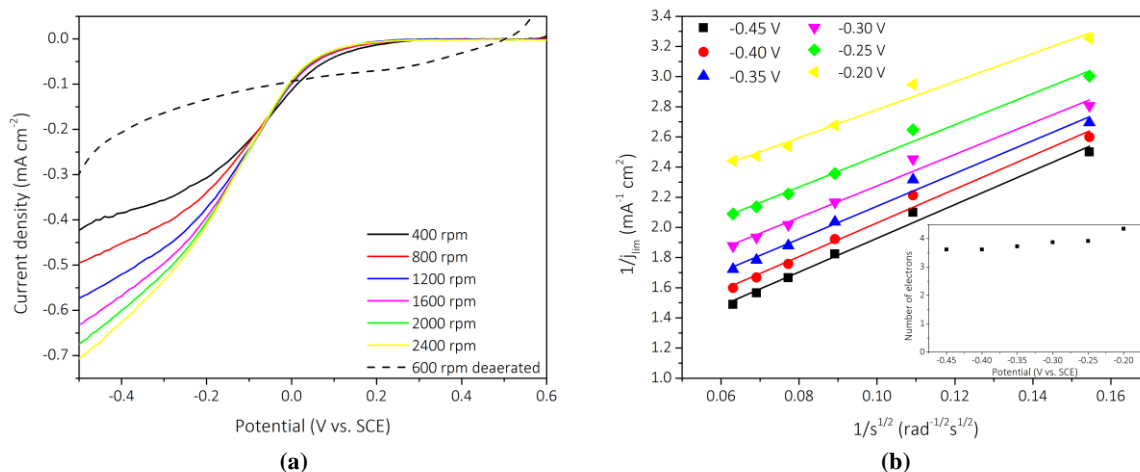 0.0
-0.1
-0.2
-0.3
-0.4
-0.5
-0.6
-0.7
Current density (mA cm-2)
-0.4
-0.2
0.0
0.2
0.4
0.6
Potential (V vs. SCE)
400 rpm
800 rpm
1200 rpm
1600 rpm
2000 rpm
2400 rpm
600 rpm deaerated
(a)
3.4
3.2
3.0
2.8
2.6
2.4
2.2
2.0
1.8
1.6
1.4
1.2
1.0
1/jlim (mA-1 cm2)
-0.45 V
-0.40 V
-0.35 V
-0.30 V
-0.25 V
-0.20 V
4
3
2
1
0
Number of electrons
-0.45
-0.40
-0.35
-0.30
-0.25
-0.20
Potential (V vs. SCE)
0.06
0.08
0.10
0.12
0.14
0.16
1/s1/2 (rad-1/2s1/2)
(b)